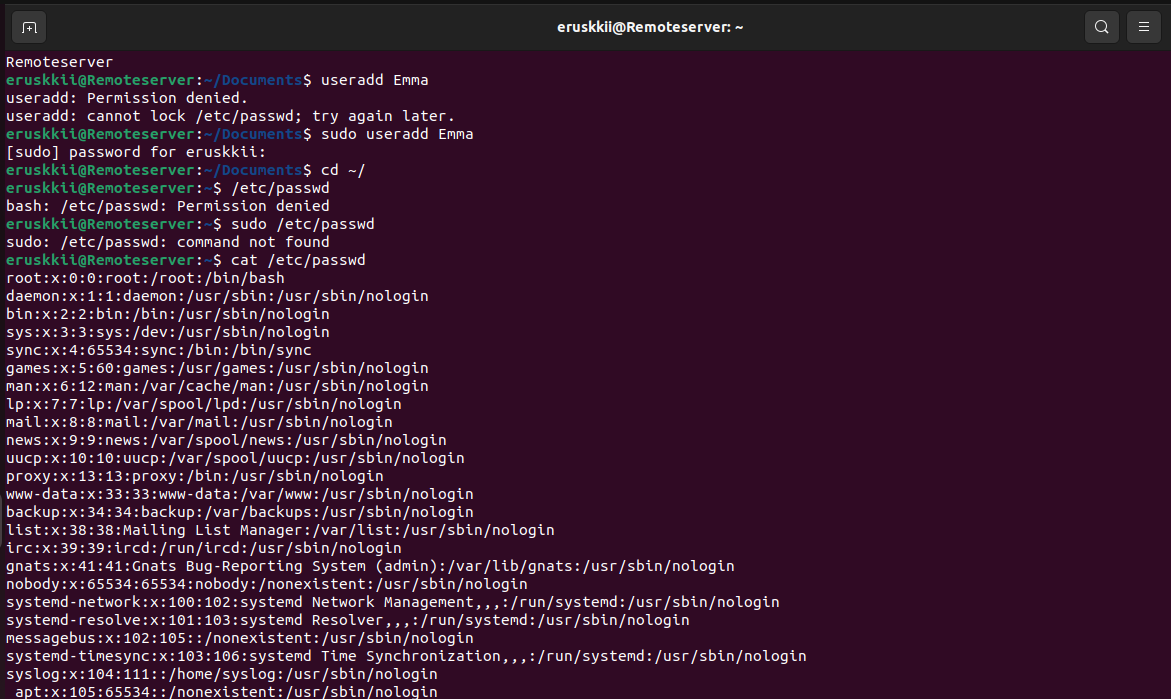 eruskkii@Remoteserver: ~
Remoteserver
eruskkii@Remoteserver:~/Documents$ useradd Emma
useradd: Permission denied.
useradd: cannot lock /etc/passwd; try again later.
eruskkii@Remoteserver:~/Documents$ sudo useradd Emma
[sudo] password for eruskkii:
eruskkii@Remoteserver:~/Documents$ cd ~/
eruskkii@Remoteserver:~$ /etc/passwd
bash: /etc/passwd: Permission denied
eruskkii@Remoteserver:~$ sudo /etc/passwd
sudo: /etc/passwd: command not found
eruskkii@Remoteserver:~$ cat /etc/passwd
root:x:0:0:root:/root:/bin/bash
daemon:x:1:1:daemon:/usr/sbin:/usr/sbin/nologin
bin:x:2:2:bin:/bin:/usr/sbin/nologin
sys:x:3:3:sys:/dev:/usr/sbin/nologin
sync:x:4:65534:sync:/bin:/bin/sync
games:x:5:60:games:/usr/games:/usr/sbin/nologin
man:x:6:12:man:/var/cache/man:/usr/sbin/nologin
lp:x:7:7:lp:/var/spool/lpd:/usr/sbin/nologin
mail:x:8:8:mail:/var/mail:/usr/sbin/nologin
news:x:9:9:news:/var/spool/news:/usr/sbin/nologin
uucp:x:10:10:uucp:/var/spool/uucp:/usr/sbin/nologin
proxy:x:13:13:proxy:/bin:/usr/sbin/nologin
www-data:x:33:33:www-data:/var/www:/usr/sbin/nologin
backup:x:34:34:backup:/var/backups:/usr/sbin/nologin
list:x:38:38:Mailing List Manager:/var/list:/usr/sbin/nologin
irc:x:39:39:ircd:/run/ircd:/usr/sbin/nologin
gnats:x:41:41:Gnats Bug-Reporting System (admin):/var/lib/gnats:/usr/sbin/nologin
nobody:x:65534:65534:nobody:/nonexistent:/usr/sbin/nologin
systemd-network:x:100:102:systemd Network Management,,,:/run/systemd:/usr/sbin/nologin
systemd-resolve:x:101:103:systemd Resolver,,,:/run/systemd:/usr/sbin/nologin
messagebus:x:102:105::/nonexistent:/usr/sbin/nologin
systemd-timesync:x:103:106:systemd Time Synchronization,,,:/run/systemd:/usr/sbin/nologin
syslog:x:104:111::/home/syslog:/usr/sbin/nologin
_apt:x:105:65534::/nonexistent:/usr/sbin/nologin